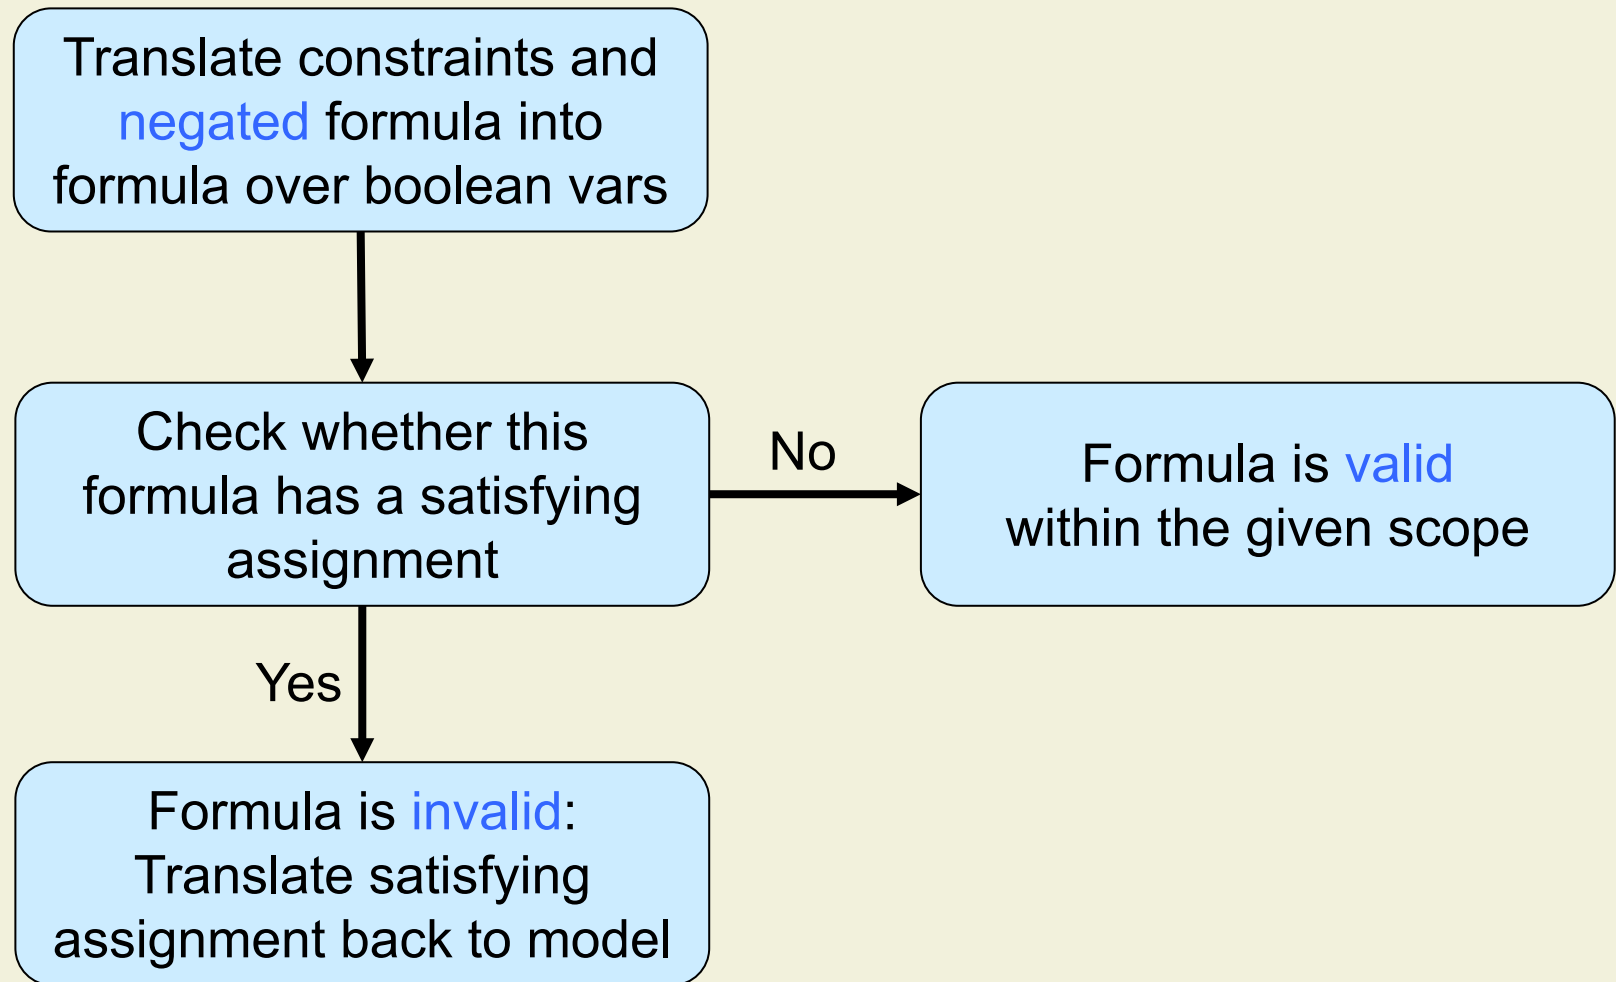 Translate constraints and
negated formula into
formula over boolean vars
Check whether this
formula has a satisfying
assignment
No
Formula is valid
within the given scope
Yes
Formula is invalid:
Translate satisfying
assignment back to model